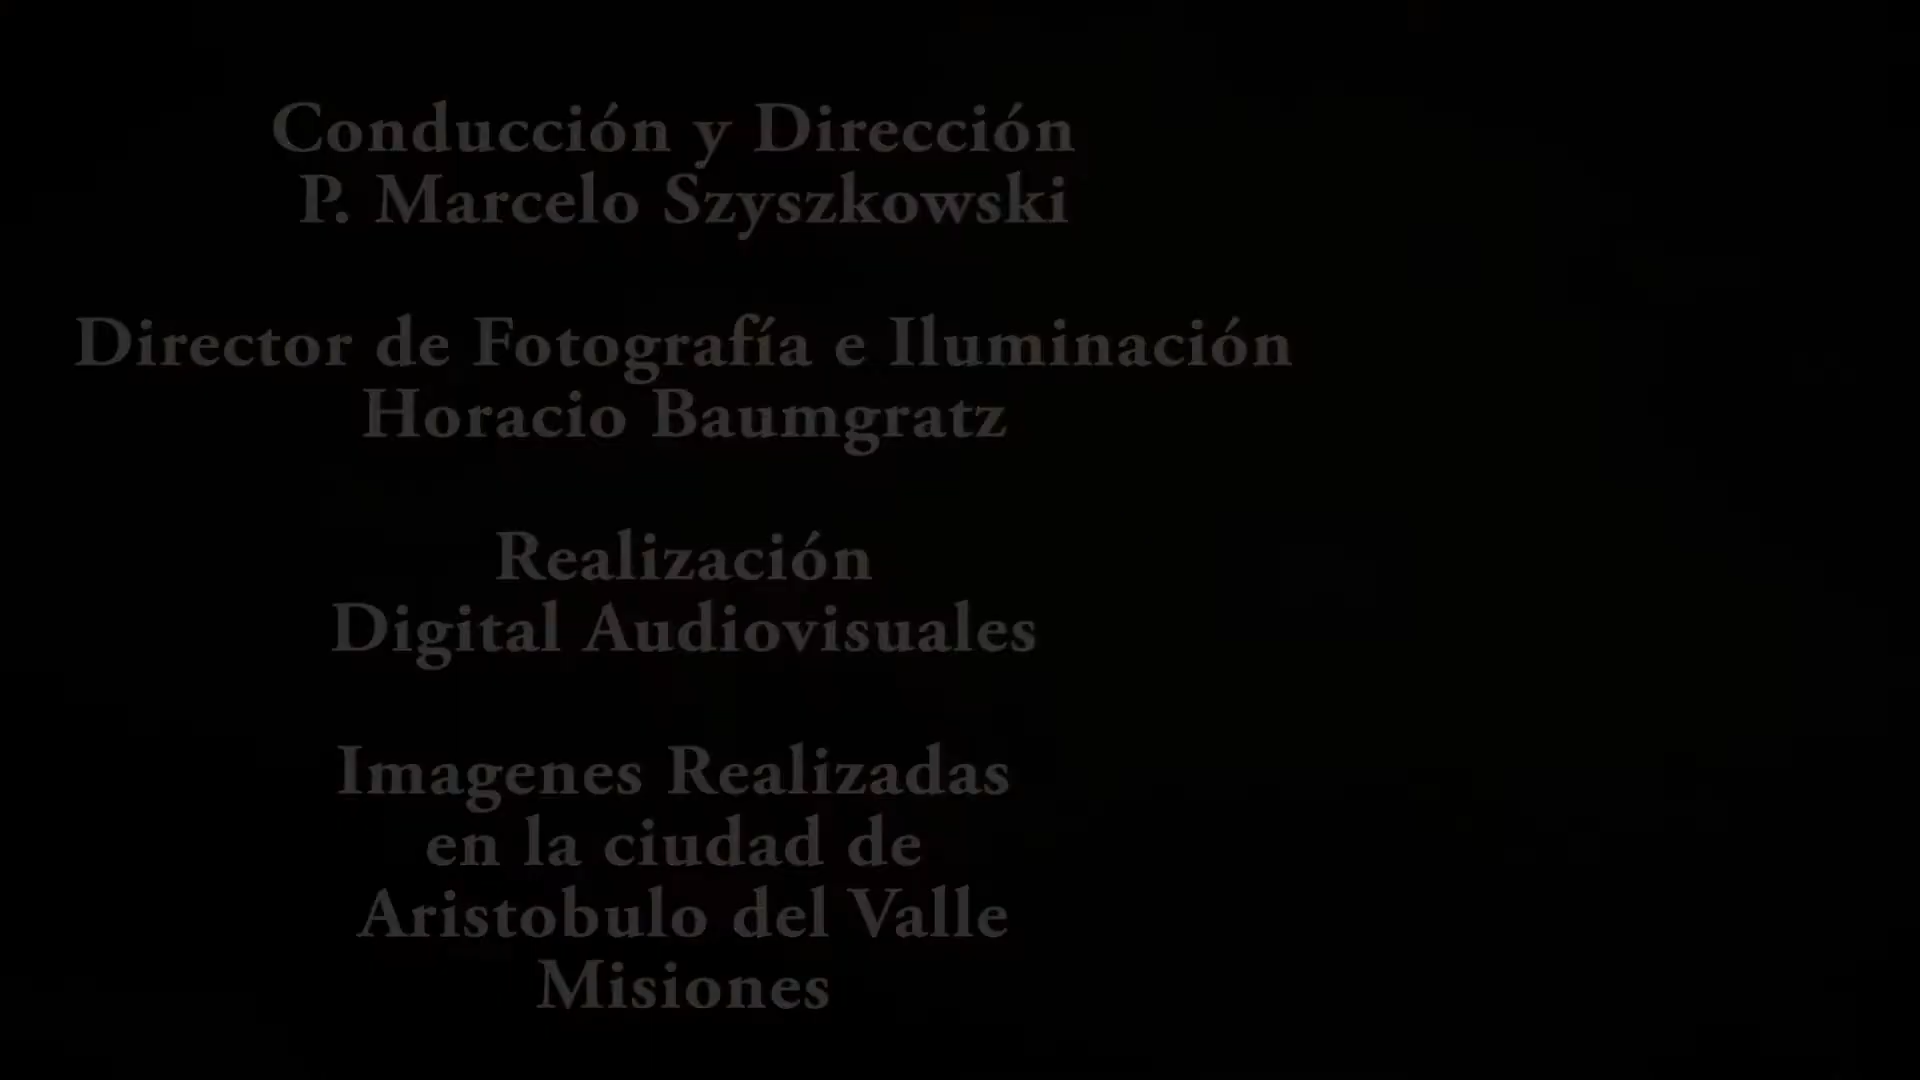 Conducción y Dirección
P. Marcelo Szyszkowski
Director de Fotografía e Iluminación
Horacio Baumgratz
Realización
Digital Audiovisuales
Imagenes Realizadas
en la ciudad de
Aristobulo del Valle
Misiones